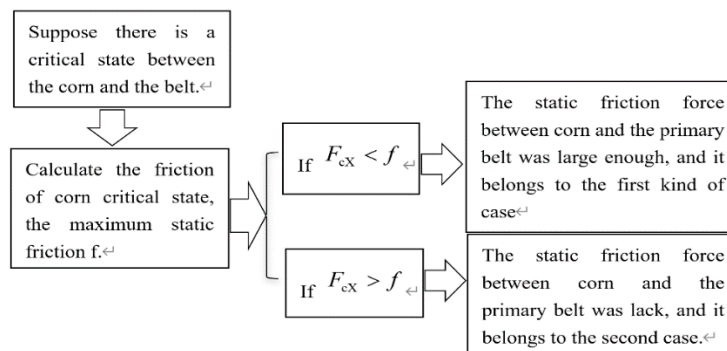 Suppose there is a
critical state between
the corn and the belt.↵
Calculate the friction
of corn critical state,
the maximum static
friction f.↵
If F_cX < f ↵
The static friction force
between corn and the primary
belt was large enough, and it
belongs to the first kind of
case↵
If F_cX > f ↵
The static friction force
between corn and the
primary belt was lack, and it
belongs to the second case.↵